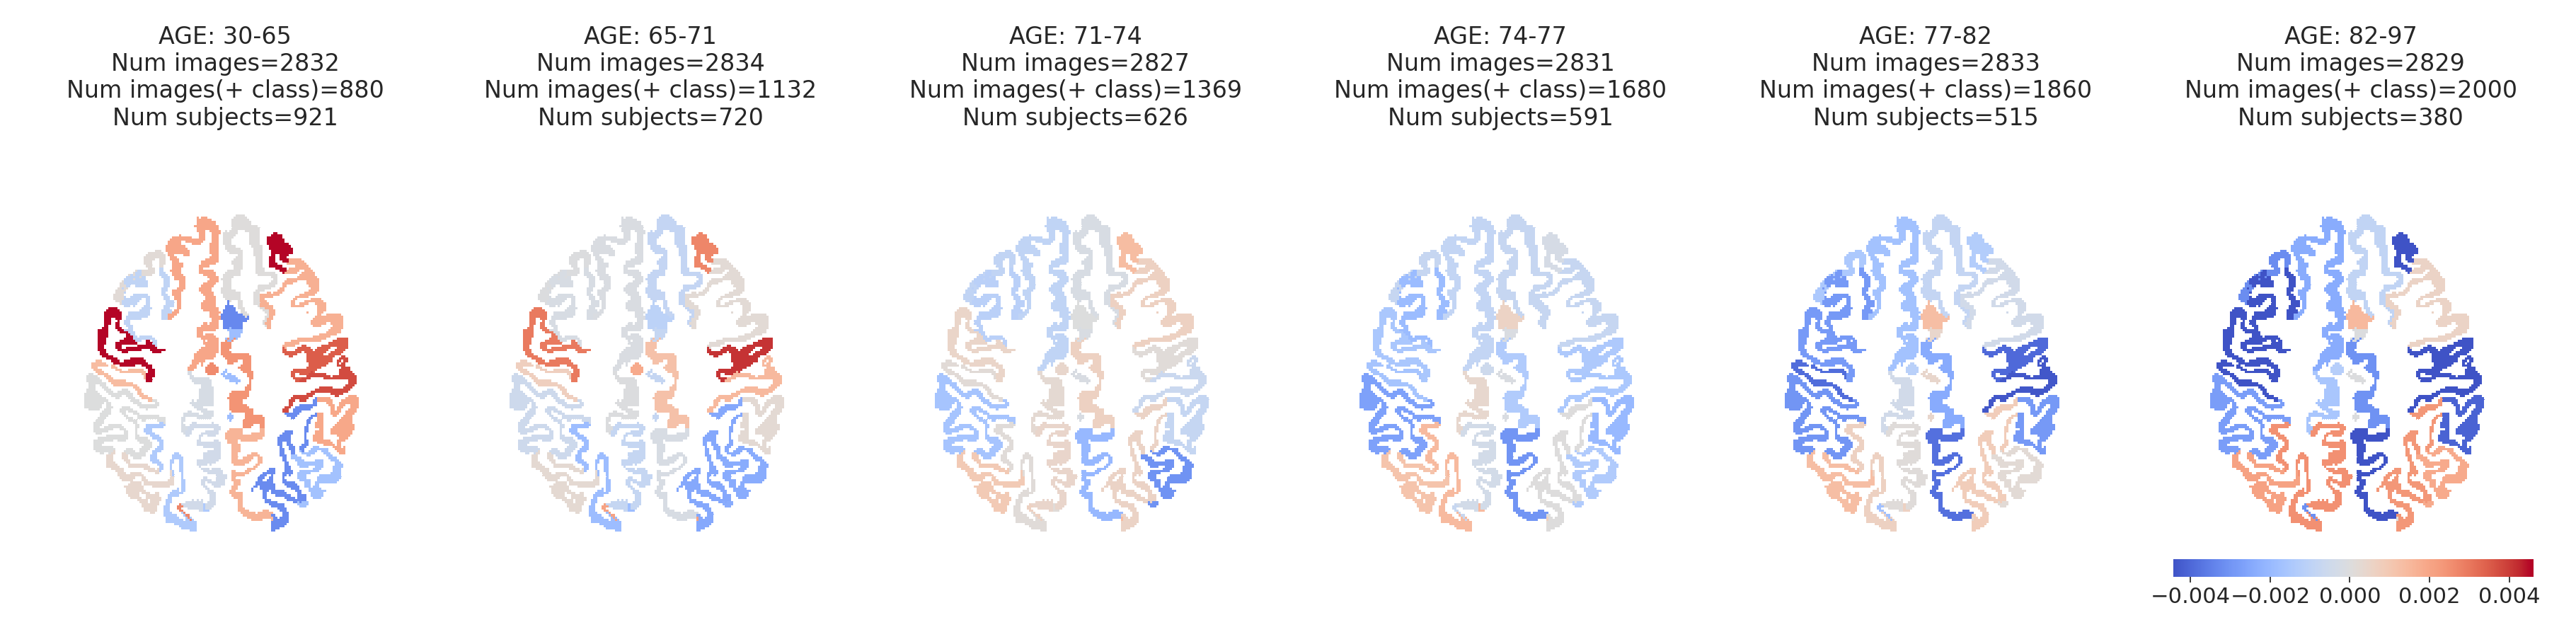 AGE: 30-65
Num images=2832
Num images(+ class)=880
Num subjects=921
AGE: 65-71
Num images=2834
Num images(+ class)=1132
Num subjects=720
AGE: 71-74
Num images=2827
Num images(+ class)=1369
Num subjects=626
AGE: 74-77
Num images=2831
Num images(+ class)=1680
Num subjects=591
AGE: 77-82
Num images=2833
Num images(+ class)=1860
Num subjects=515
AGE: 82-97
Num images=2829
Num images(+ class)=2000
Num subjects=380
−0.004 −0.002 0.000 0.002 0.004